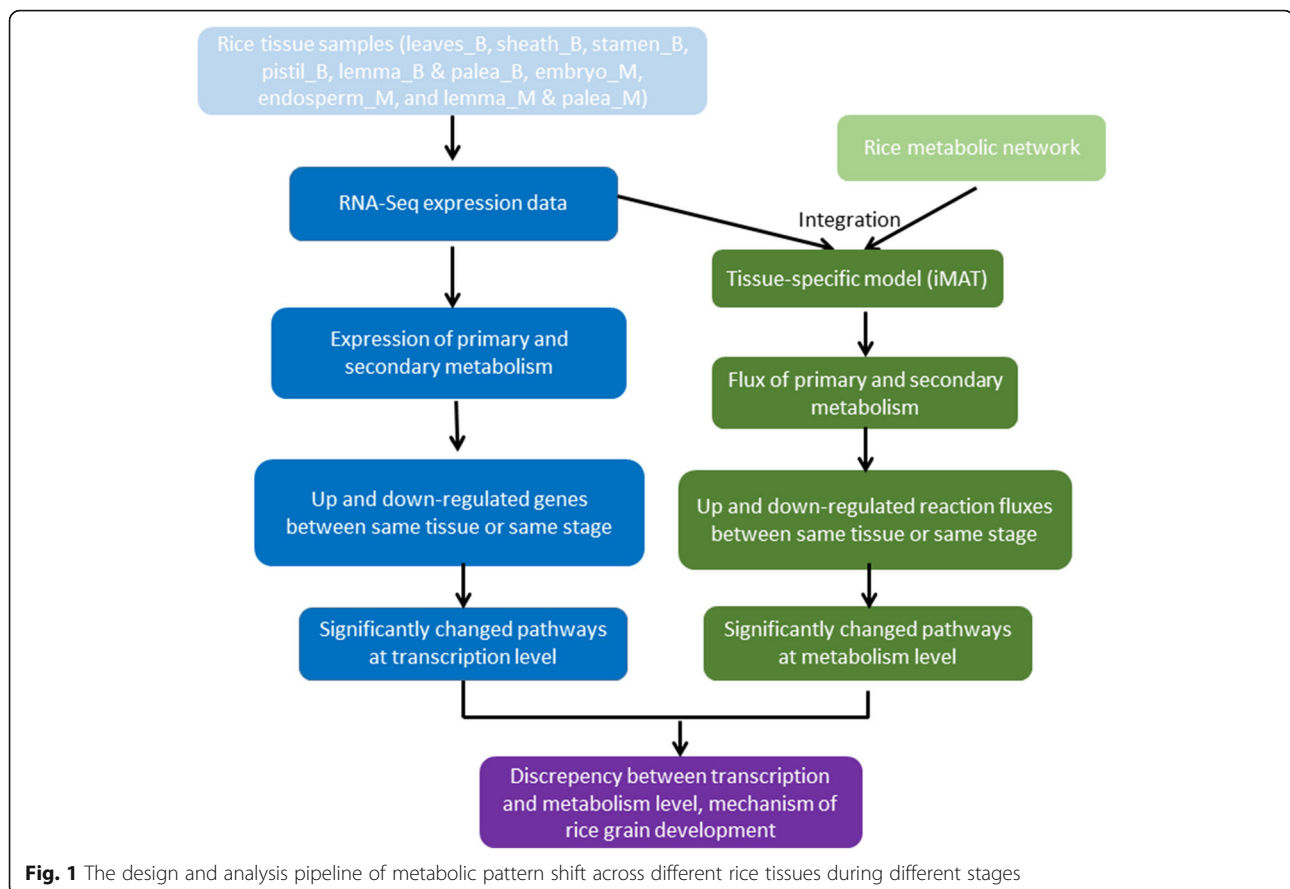 Rice tissue samples (leaves_B, sheath_B, stamen_B,
pistil_B, lemma_B & palea_B, embryo_M,
endosperm_M, and lemma_M & palea_M)
Rice metabolic network
RNA-Seq expression data
Integration
Tissue-specific model (iMAT)
Expression of primary and
secondary metabolism
Flux of primary and secondary
metabolism
Up and down-regulated genes
between same tissue or same stage
Up and down-regulated reaction fluxes
between same tissue or same stage
Significantly changed pathways
at transcription level
Significantly changed pathways
at metabolism level
Discrepency between transcription
and metabolism level, mechanism of
rice grain development
Fig. 1 The design and analysis pipeline of metabolic pattern shift across different rice tissues during different stages